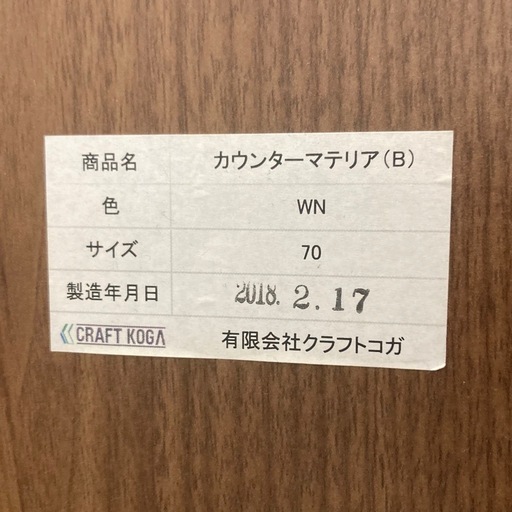 商品名 カウンターマテリア(B)
色 WN
サイズ 70
製造年月日 2018. 2. 17
CRAFT KOGA 有限会社クラフトコガ